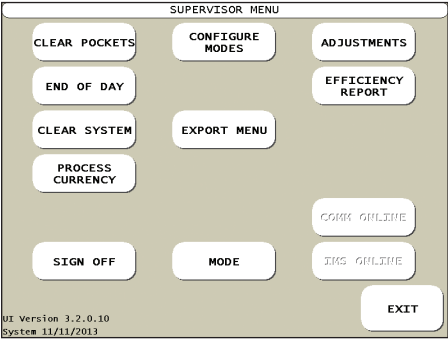 SUPERVISOR MENU
CLEAR POCKETS
CONFIGURE
MODES
ADJUSTMENTS
END OF DAY
EFFICIENCY
REPORT
CLEAR SYSTEM
EXPORT MENU
PROCESS
CURRENCY
COMM ONLINE
SIGN OFF
MODE
IMS ONLINE
EXIT
UI Version 3.2.0.10
System 11/11/2013